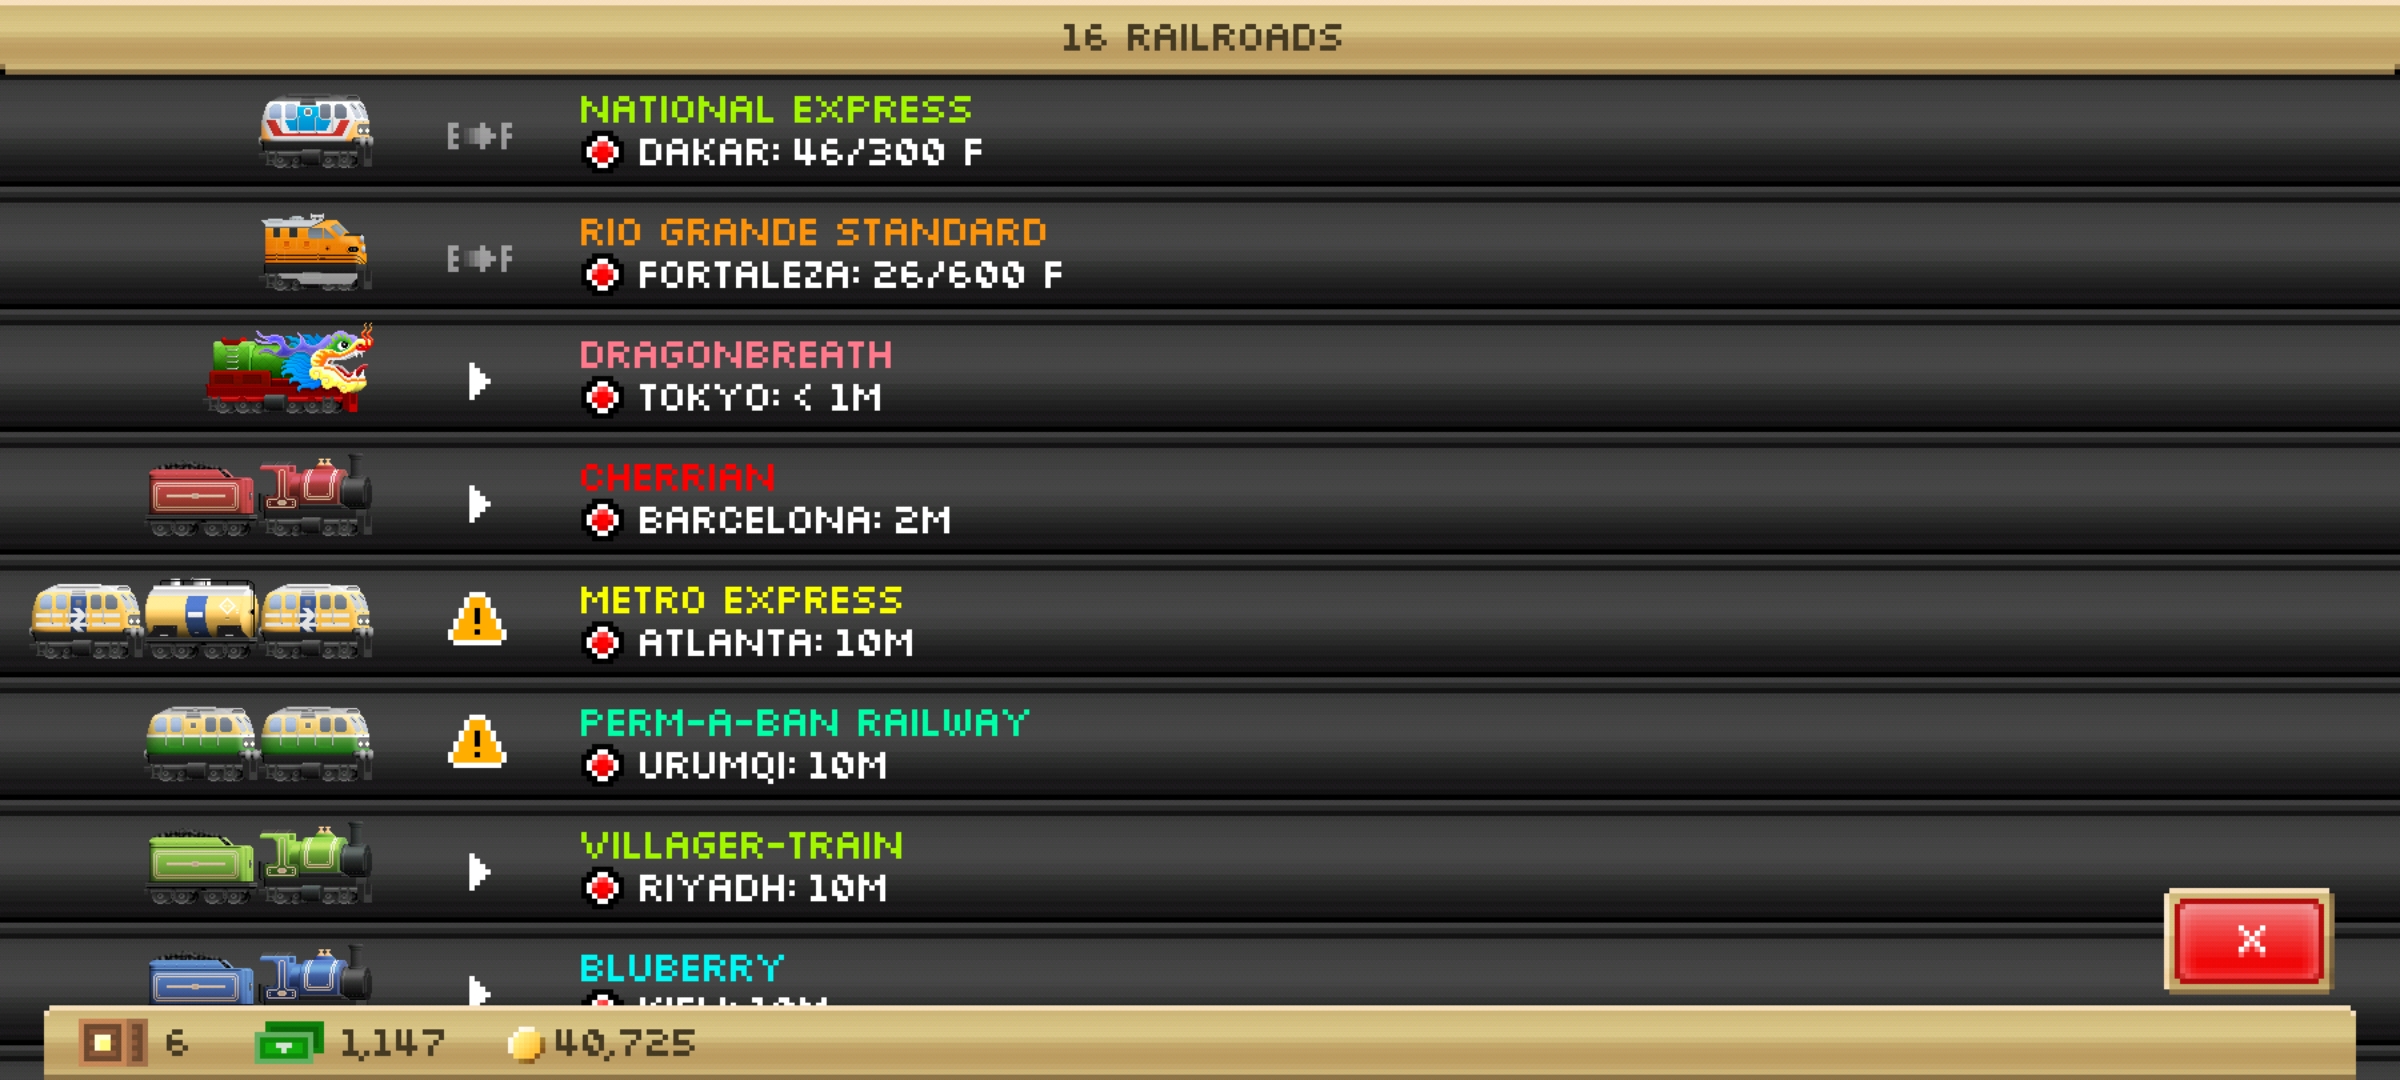 16 RAILROADS
E F
NATIONAL EXPRESS
DAKAR: 46/300 F
E F
RIO GRANDE STANDARD
FORTALEZA: 26/600 F
DRAGONBREATH
TOKYO: < 1M
CHERRIAN
BARCELONA: 2M
METRO EXPRESS
ATLANTA: 10M
PERM-A-BAN RAILWAY
URUMQI: 10M
VILLAGER-TRAIN
RIYADH: 10M
BLUBERRY
X
6 1,147 40,725